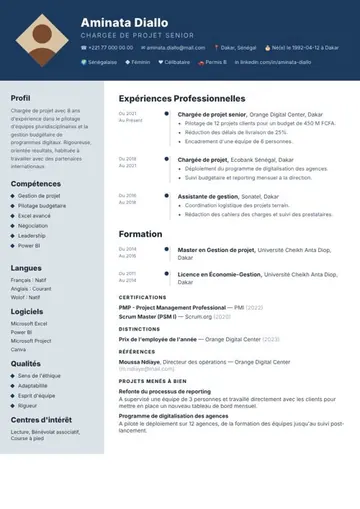 Aminata Diallo
CHARGÉE DE PROJET SENIOR
+221 77 000 00 00 aminata.diallo@mail.com Dakar, Sénégal Né(e) le 1992-04-12 à Dakar
Sénégalaise Féminin Célibataire Permis B linkedin.com/in/aminata-diallo
Profil
Chargée de projet avec 8 ans
d'expérience dans le pilotage
d'équipes pluridisciplinaires et la
gestion budgétaire de
programmes digitaux. Rigoureuse,
orientée résultats, habituée à
travailler avec des partenaires
internationaux.
Compétences
Gestion de projet
Pilotage budgétaire
Excel avancé
Négociation
Leadership
Power BI
Langues
Français : Natif
Anglais : Courant
Wolof : Natif
Logiciels
Microsoft Excel
Power BI
Microsoft Project
Canva
Qualités
Sens de l'éthique
Adaptabilité
Esprit d'équipe
Rigueur
Centres d'intérêt
Lecture, Bénévolat associatif,
Course à pied
Expériences Professionnelles
Du 2021
Au Présent
Chargée de projet senior, Orange Digital Center, Dakar
• Pilotage de 12 projets clients pour un budget de 450 M FCFA.
• Réduction des délais de livraison de 25%.
• Encadrement d'une équipe de 8 personnes.
Du 2018
Au 2021
Chargée de projet, Ecobank Sénégal, Dakar
• Déploiement du programme de digitalisation des agences.
• Suivi budgétaire et reporting mensuel à la direction.
Du 2016
Au 2018
Assistante de gestion, Sonatel, Dakar
• Coordination logistique des projets terrain.
• Rédaction des cahiers des charges et suivi des prestataires.
Formation
Du 2014
Au 2016
Master en Gestion de projet, Université Cheikh Anta Diop,
Dakar
Du 2011
Au 2014
Licence en Économie-Gestion, Université Cheikh Anta Diop,
Dakar
CERTIFICATIONS
PMP - Project Management Professional — PMI (2022)
Scrum Master (PSM I) — Scrum.org (2020)
DISTINCTIONS
Prix de l'employée de l'année — Orange Digital Center (2023)
RÉFÉRENCES
Moussa Ndiaye, Directeur des opérations — Orange Digital Center
(m.ndiaye@mail.com)
PROJETS MENÉS À BIEN
Refonte du processus de reporting
A supervisé une équipe de 3 personnes et travaillé directement avec les clients pour
mettre en place un nouveau tableau de bord mensuel.
Programme de digitalisation des agences
A piloté le déploiement sur 12 agences, de la formation des équipes jusqu'au suivi post-
lancement.